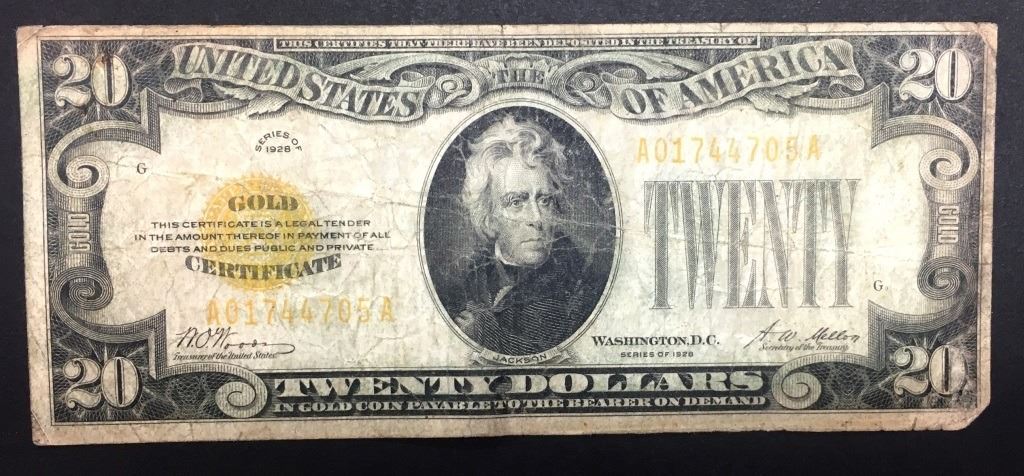 THIS CERTIFIES THAT THERE HAVE BEEN DEPOSITED IN THE TREASURY OF
20 UNITED STATES THE OF AMERICA 20
SERIES OF
1928
A01744705A
G
GOLD
THIS CERTIFICATE IS A LEGAL TENDER
IN THE AMOUNT THEREOF IN PAYMENT OF ALL
DEBTS AND DUES PUBLIC AND PRIVATE
CERTIFICATE
GOLD
TWENTY
GOLD
G
A01744705A
W.O. Woods
Treasurer of the United States
WASHINGTON, D.C.
SERIES OF 1928
A. W. Mellon
Secretary of the Treasury
JACKSON
20 TWENTY DOLLARS 20
IN GOLD COIN PAYABLE TO THE BEARER ON DEMAND